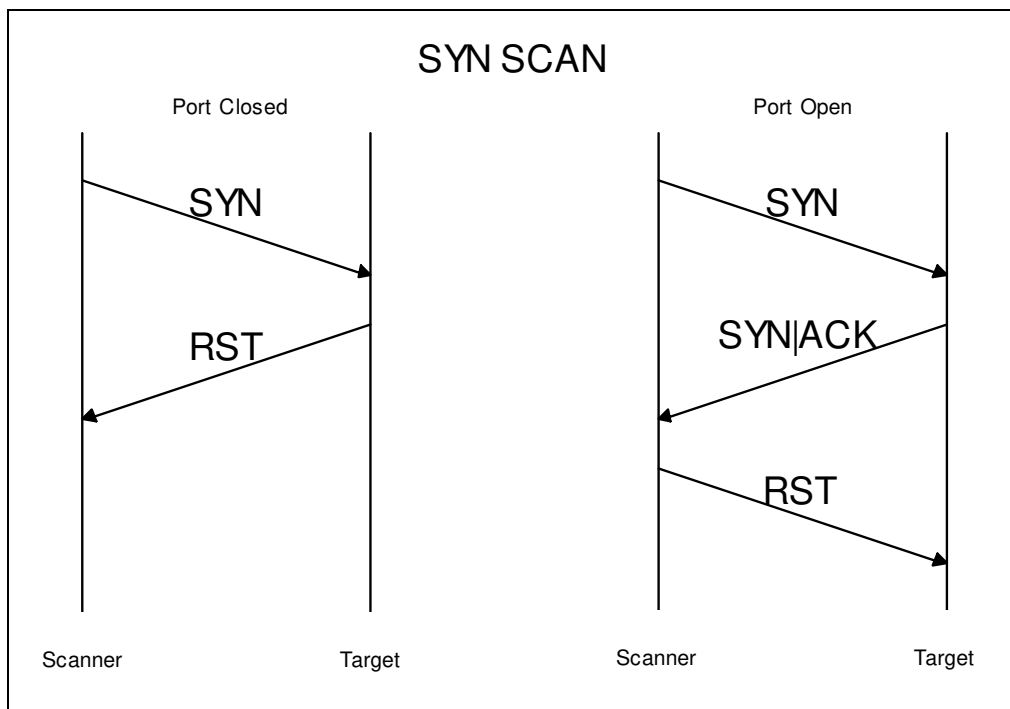 SYN SCAN
Port Closed
Port Open
SYN
SYN
RST
SYN|ACK
RST
Scanner
Target
Scanner
Target